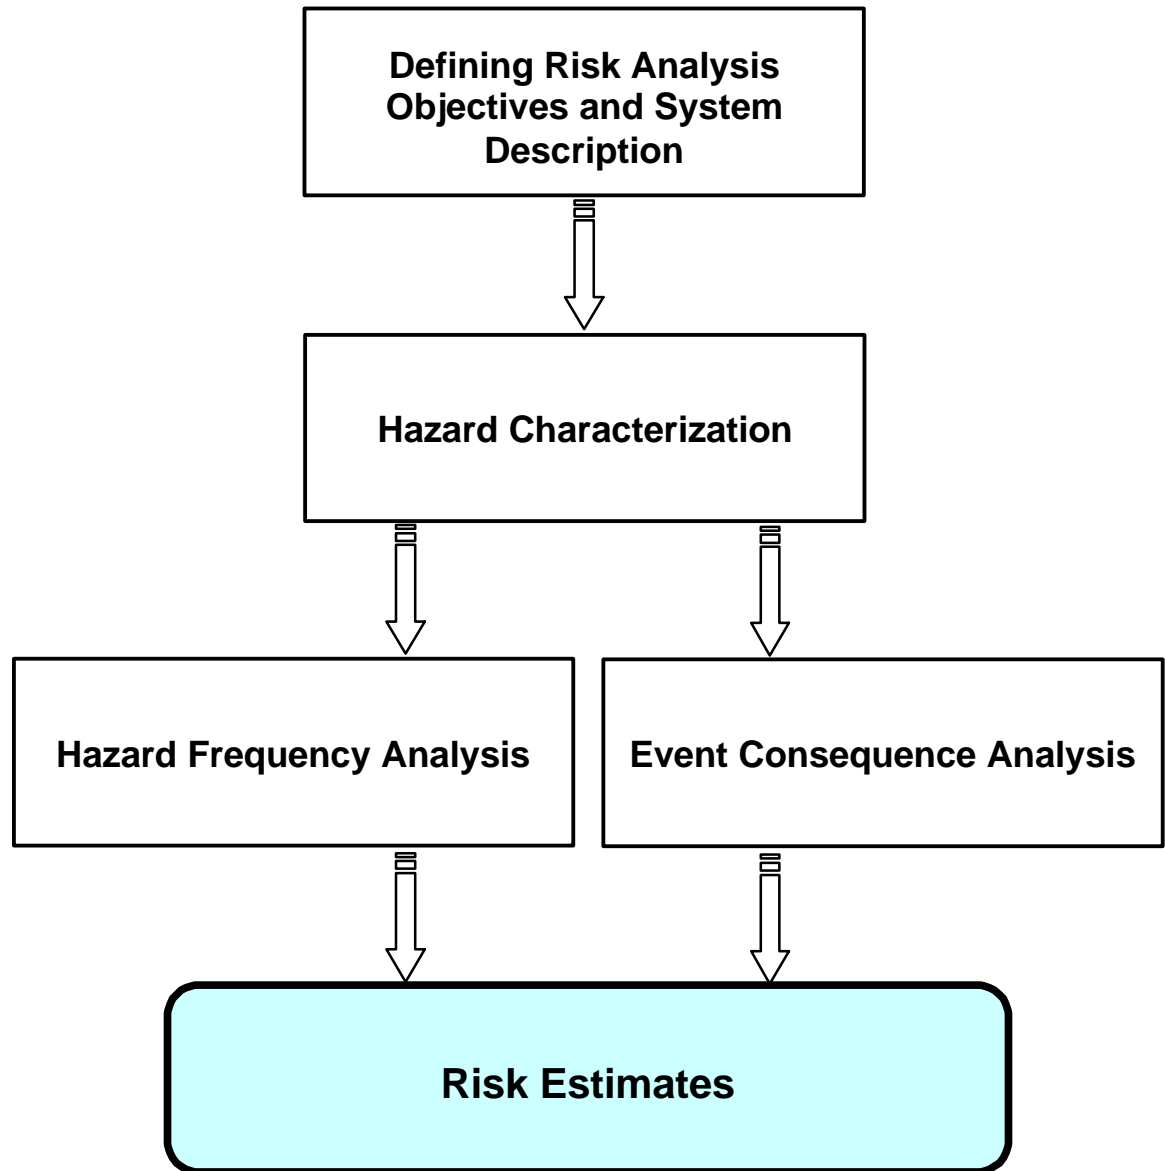 Defining Risk Analysis
Objectives and System
Description
Hazard Characterization
Hazard Frequency Analysis
Event Consequence Analysis
Risk Estimates